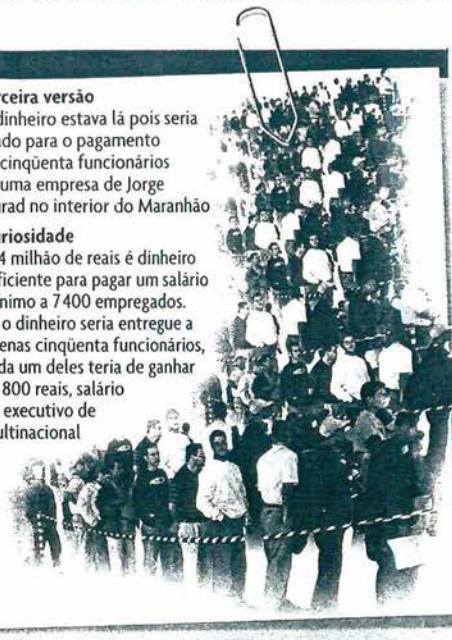 rceira versão
dinheiro estava lá pois seria
ado para o pagamento
cinqüenta funcionários
uma empresa de Jorge
urad no interior do Maranhão
uriosidade
4 milhão de reais é dinheiro
ficiente para pagar um salário
nimo a 7400 empregados.
o dinheiro seria entregue a
enas cinqüenta funcionários,
da um deles teria de ganhar
800 reais, salário
executivo de
ultinacional